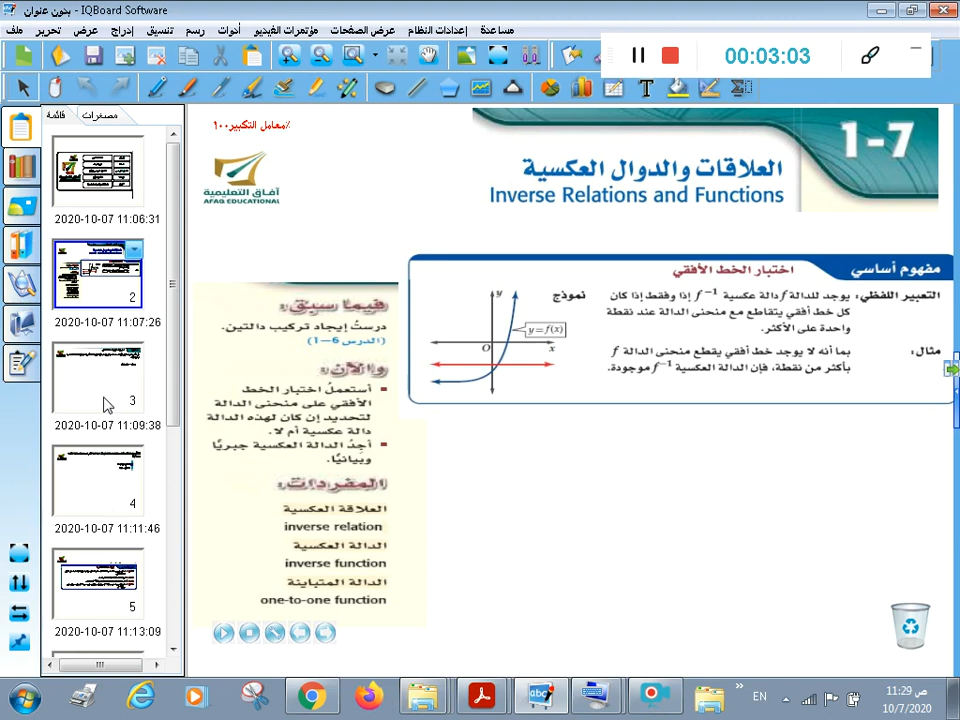 بدون عنوان - IQBoard Software
ملف تحرير عرض إدراج تنسيق رسم أدوات مؤتمرات الفيديو عرض الصفحات إعدادات النظام مساعدة
00:03:03
قائمة مصغرات
2020-10-07 11:06:31
2
2020-10-07 11:07:26
3
2020-10-07 11:09:38
4
2020-10-07 11:11:46
5
2020-10-07 11:13:09
معامل التكبير١٠٠٪
آفاق التعليمية
AFAQ EDUCATIONAL
1-7
العلاقات والدوال العكسية
Inverse Relations and Functions
مفهوم أساسي
اختبار الخط الأفقي
التعبير اللفظي: يوجد للدالة f دالة عكسية f⁻¹ إذا وفقط إذا كان
كل خط أفقي يتقاطع مع منحنى الدالة عند نقطة
واحدة على الأكثر.
مثال: بما أنه لا يوجد خط أفقي يقطع منحنى الدالة f
بأكثر من نقطة، فإن الدالة العكسية f⁻¹ موجودة.
نموذج
y
y = f(x)
O
x
فيما سبق:
درستُ إيجاد تركيب دالتين.
(الدرس 6-1)
والآن:
أستعملُ اختبار الخط
الأفقي على منحنى الدالة
لتحديد إن كان لهذه الدالة
دالة عكسية أم لا.
أجدُ الدالة العكسية جبريًّا
وبيانيًّا.
المفردات:
العلاقة العكسية
inverse relation
الدالة العكسية
inverse function
الدالة المتباينة
one-to-one function
EN
11:29 ص
10/7/2020